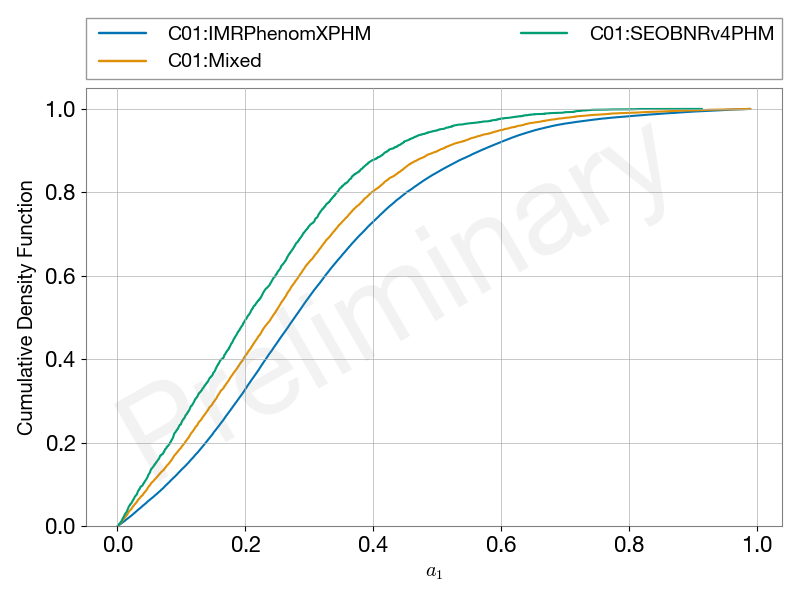 C01:IMRPhenomXPHM
C01:Mixed
C01:SEOBNRv4PHM
Cumulative Density Function
1.0
0.8
0.6
0.4
0.2
0.0
Preliminary
0.0 0.2 0.4 0.6 0.8 1.0
a₁